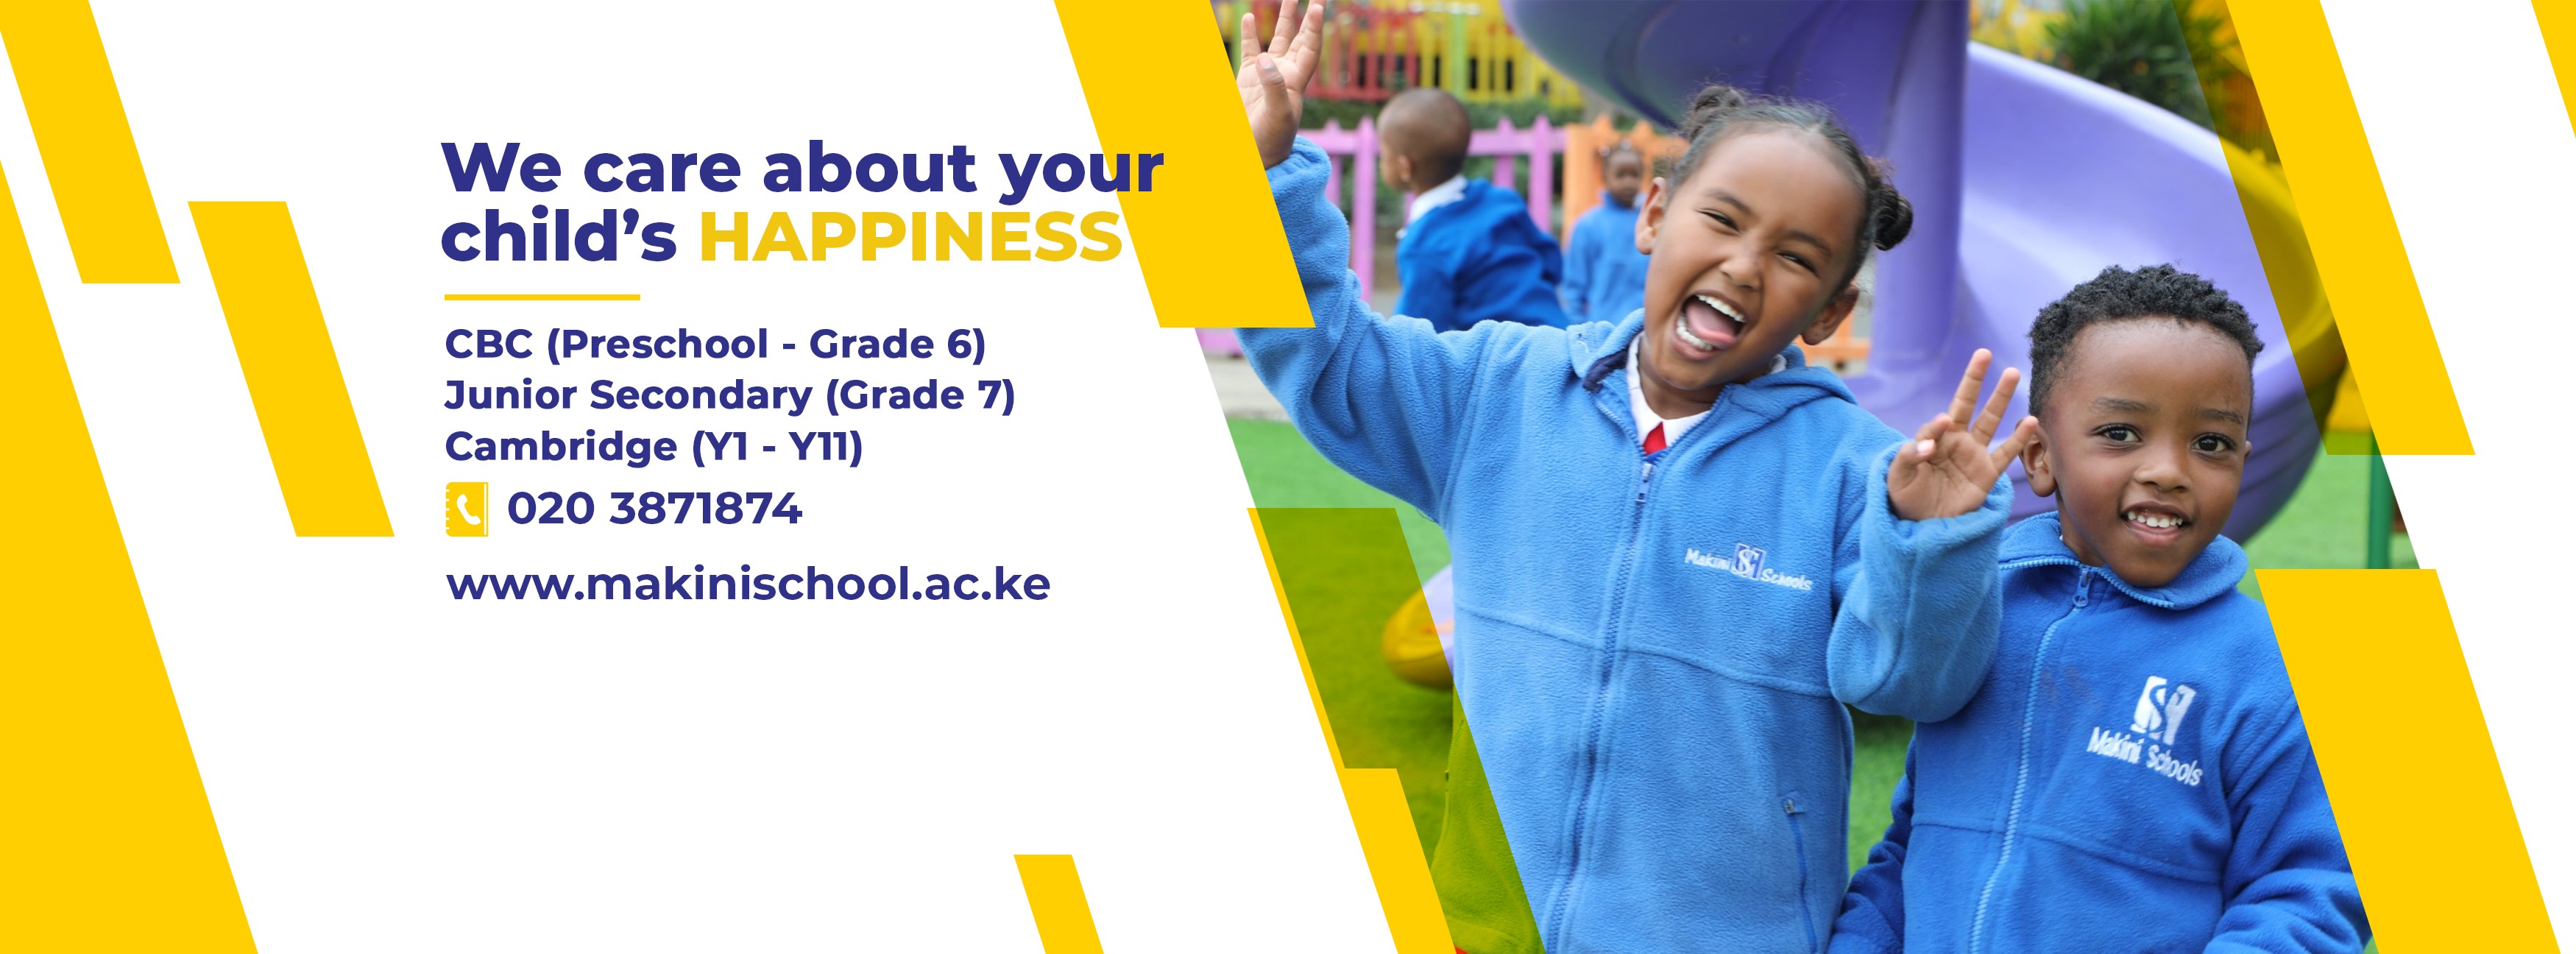 We care about your
child’s HAPPINESS
CBC (Preschool - Grade 6)
Junior Secondary (Grade 7)
Cambridge (Y1 - Y11)
020 3871874
www.makinischool.ac.ke
Makini Schools
Makini Schools